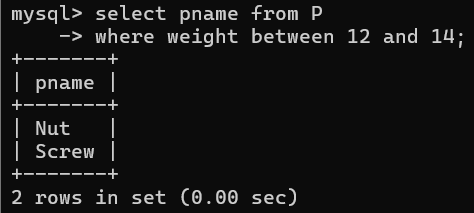 mysql> select pname from P
    -> where weight between 12 and 14;
+-------+
| pname |
+-------+
| Nut   |
| Screw |
+-------+
2 rows in set (0.00 sec)